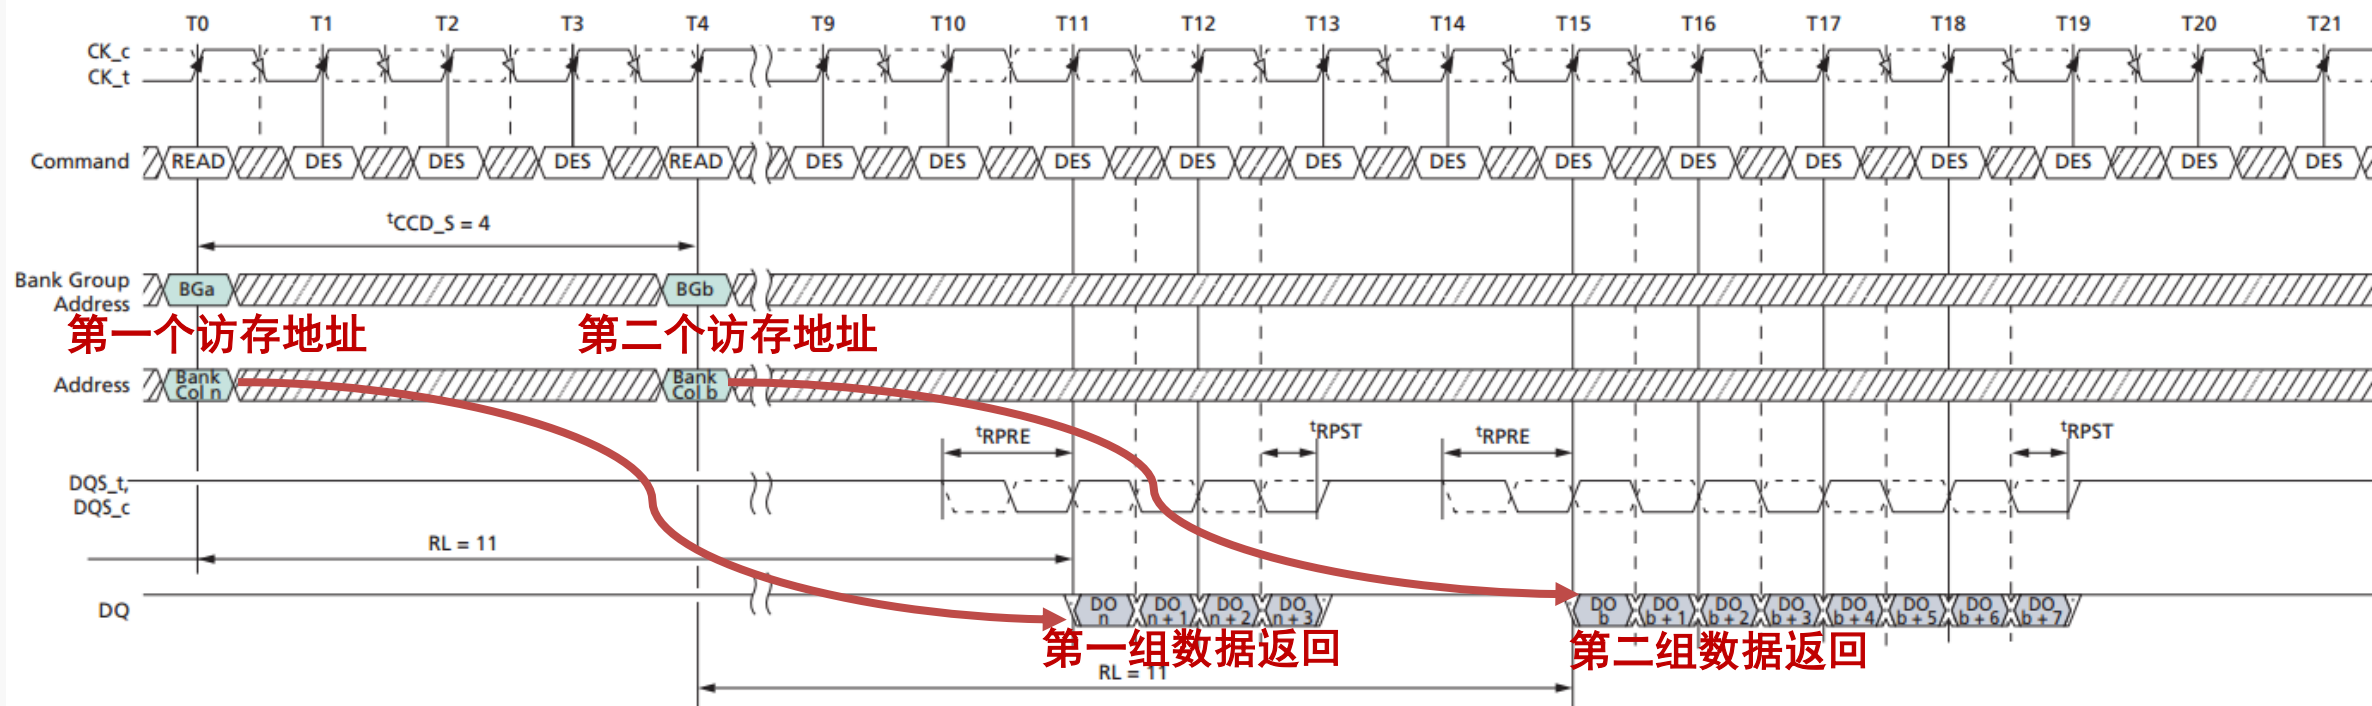 T0 T1 T2 T3 T4 T9 T10 T11 T12 T13 T14 T15 T16 T17 T18 T19 T20 T21
CK_c
CK_t
Command READ DES DES DES READ DES DES DES DES DES DES DES DES DES DES DES DES DES
tCCD_S = 4
Bank Group
Address
BGa BGb
第一个访存地址 第二个访存地址
Address
Bank
Col n
Bank
Col b
tRPRE tRPST tRPRE tRPST
DQS_t,
DQS_c
RL = 11
DQ
DO
n
DO
n + 1
DO
n + 2
DO
n + 3
DO
b
DO
b + 1
DO
b + 2
DO
b + 3
DO
b + 4
DO
b + 5
DO
b + 6
DO
b + 7
第一组数据返回 第二组数据返回
RL = 11